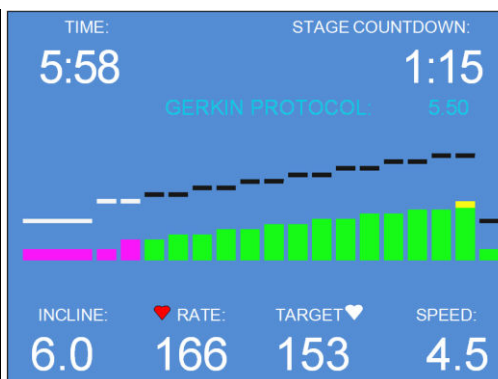 TIME: STAGE COUNTDOWN:
5:58 1:15
GERKIN PROTOCOL: 5.50
INCLINE: RATE: TARGET SPEED:
6.0 166 153 4.5